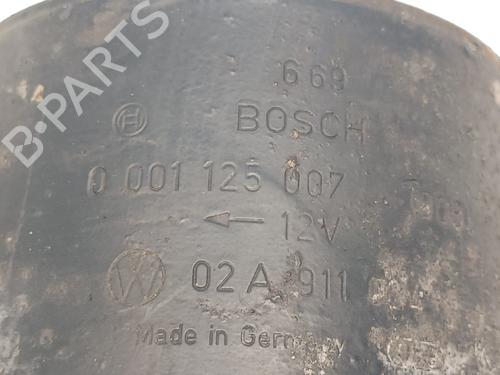 B-PARTS
669
BOSCH
0 001 125 007
12V
02A 911
Made in Germany